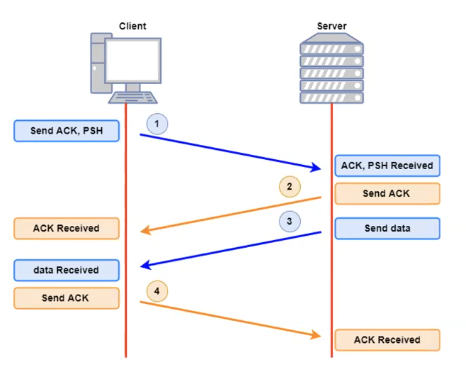 Client
Server
1
Send ACK, PSH
ACK, PSH Received
2
Send ACK
ACK Received
3
Send data
data Received
4
Send ACK
ACK Received